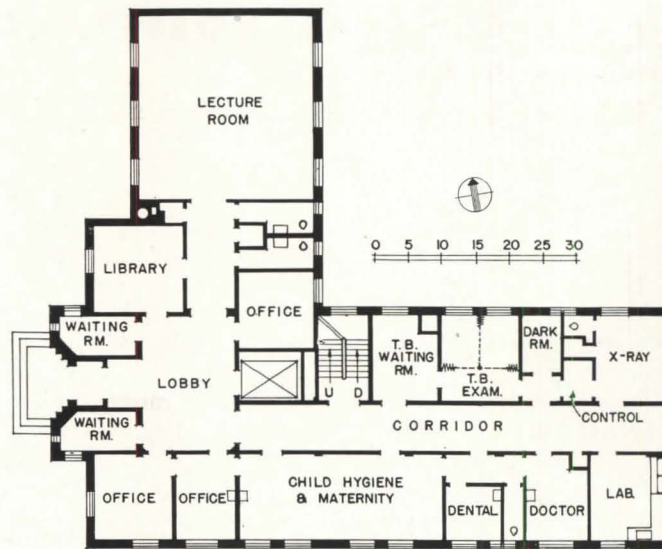 LECTURE
ROOM
0 5 10 15 20 25 30
LIBRARY
OFFICE
WAITING
RM.
T. B.
WAITING
RM.
DARK
RM.
X-RAY
LOBBY
U D
T. B.
EXAM.
CONTROL
CORRIDOR
WAITING
RM.
OFFICE
OFFICE
CHILD HYGIENE
& MATERNITY
DENTAL
DOCTOR
LAB.